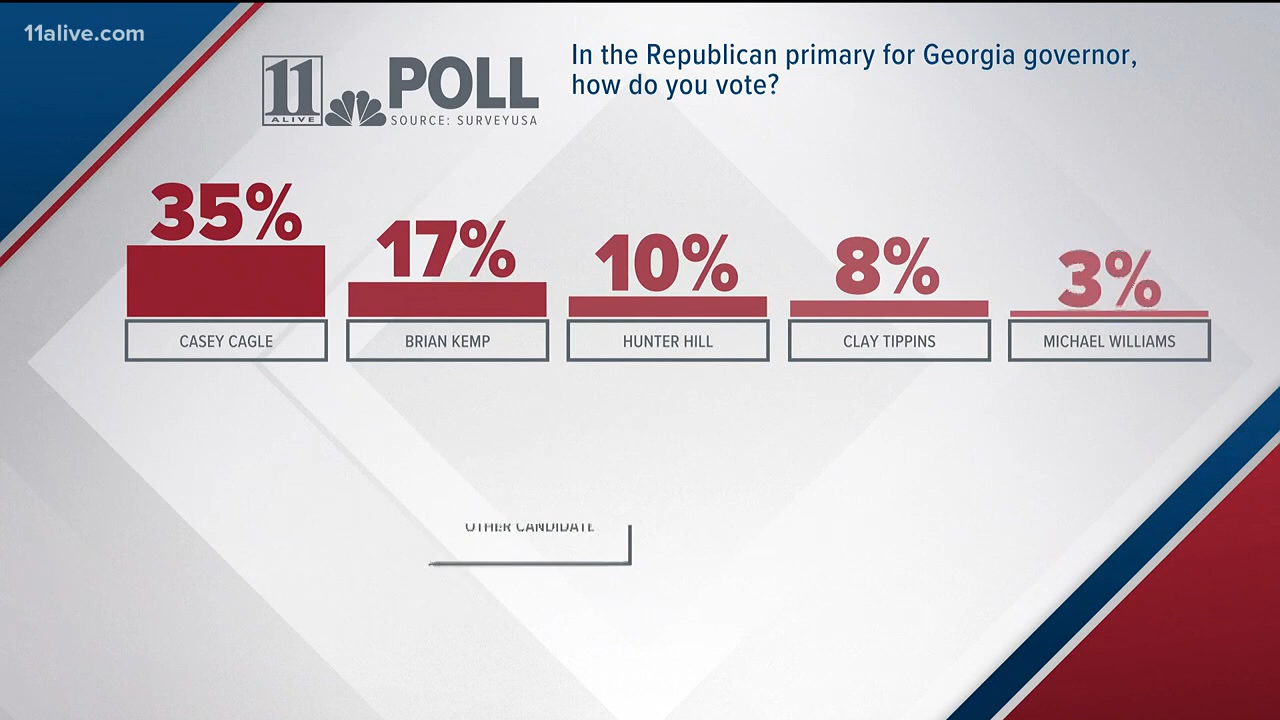 11alive.com
11
ALIVE
POLL
SOURCE: SURVEYUSA
In the Republican primary for Georgia governor,
how do you vote?
35%
17%
10%
8%
3%
CASEY CAGLE
BRIAN KEMP
HUNTER HILL
CLAY TIPPINS
MICHAEL WILLIAMS
OTHER CANDIDATE